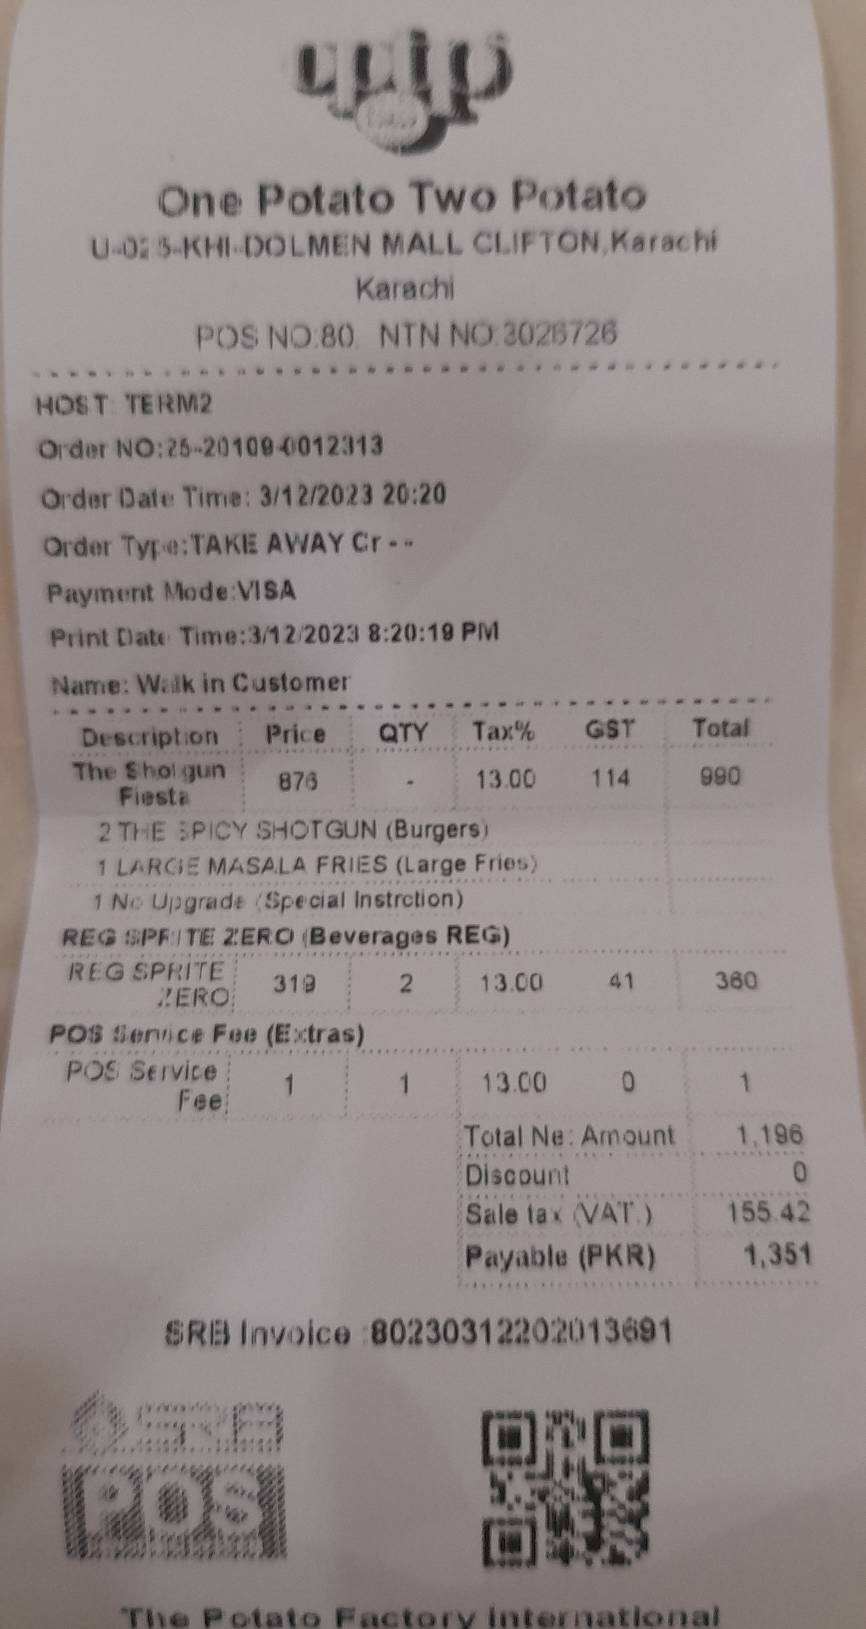 One Potato Two Potato
U-025-KHI-DOLMEN MALL CLIFTON,Karachi
Karachi
POS NO:80, NTN NO:3026726
HOST: TERM2
Order NO:25-20109-0012313
Order Date Time: 3/12/2023 20:20
Order Type:TAKE AWAY Cr - -
Payment Mode:VISA
Print Date Time:3/12/2023 8:20:19 PM
Name: Walk in Customer
Description Price QTY Tax% GST Total
The Shotgun Fiesta 876 - 13.00 114 990
2 THE SPICY SHOTGUN (Burgers)
1 LARGE MASALA FRIES (Large Fries)
1 No Upgrade (Special Instrction)
REG SPRITE ZERO (Beverages REG)
REG SPRITE ZERO 319 2 13.00 41 360
POS Service Fee (Extras)
POS Service Fee 1 1 13.00 0 1
Total Net Amount 1,196
Discount 0
Sale tax (VAT.) 155.42
Payable (PKR) 1,351
SRB Invoice :80230312202013691
POS
The Potato Factory International